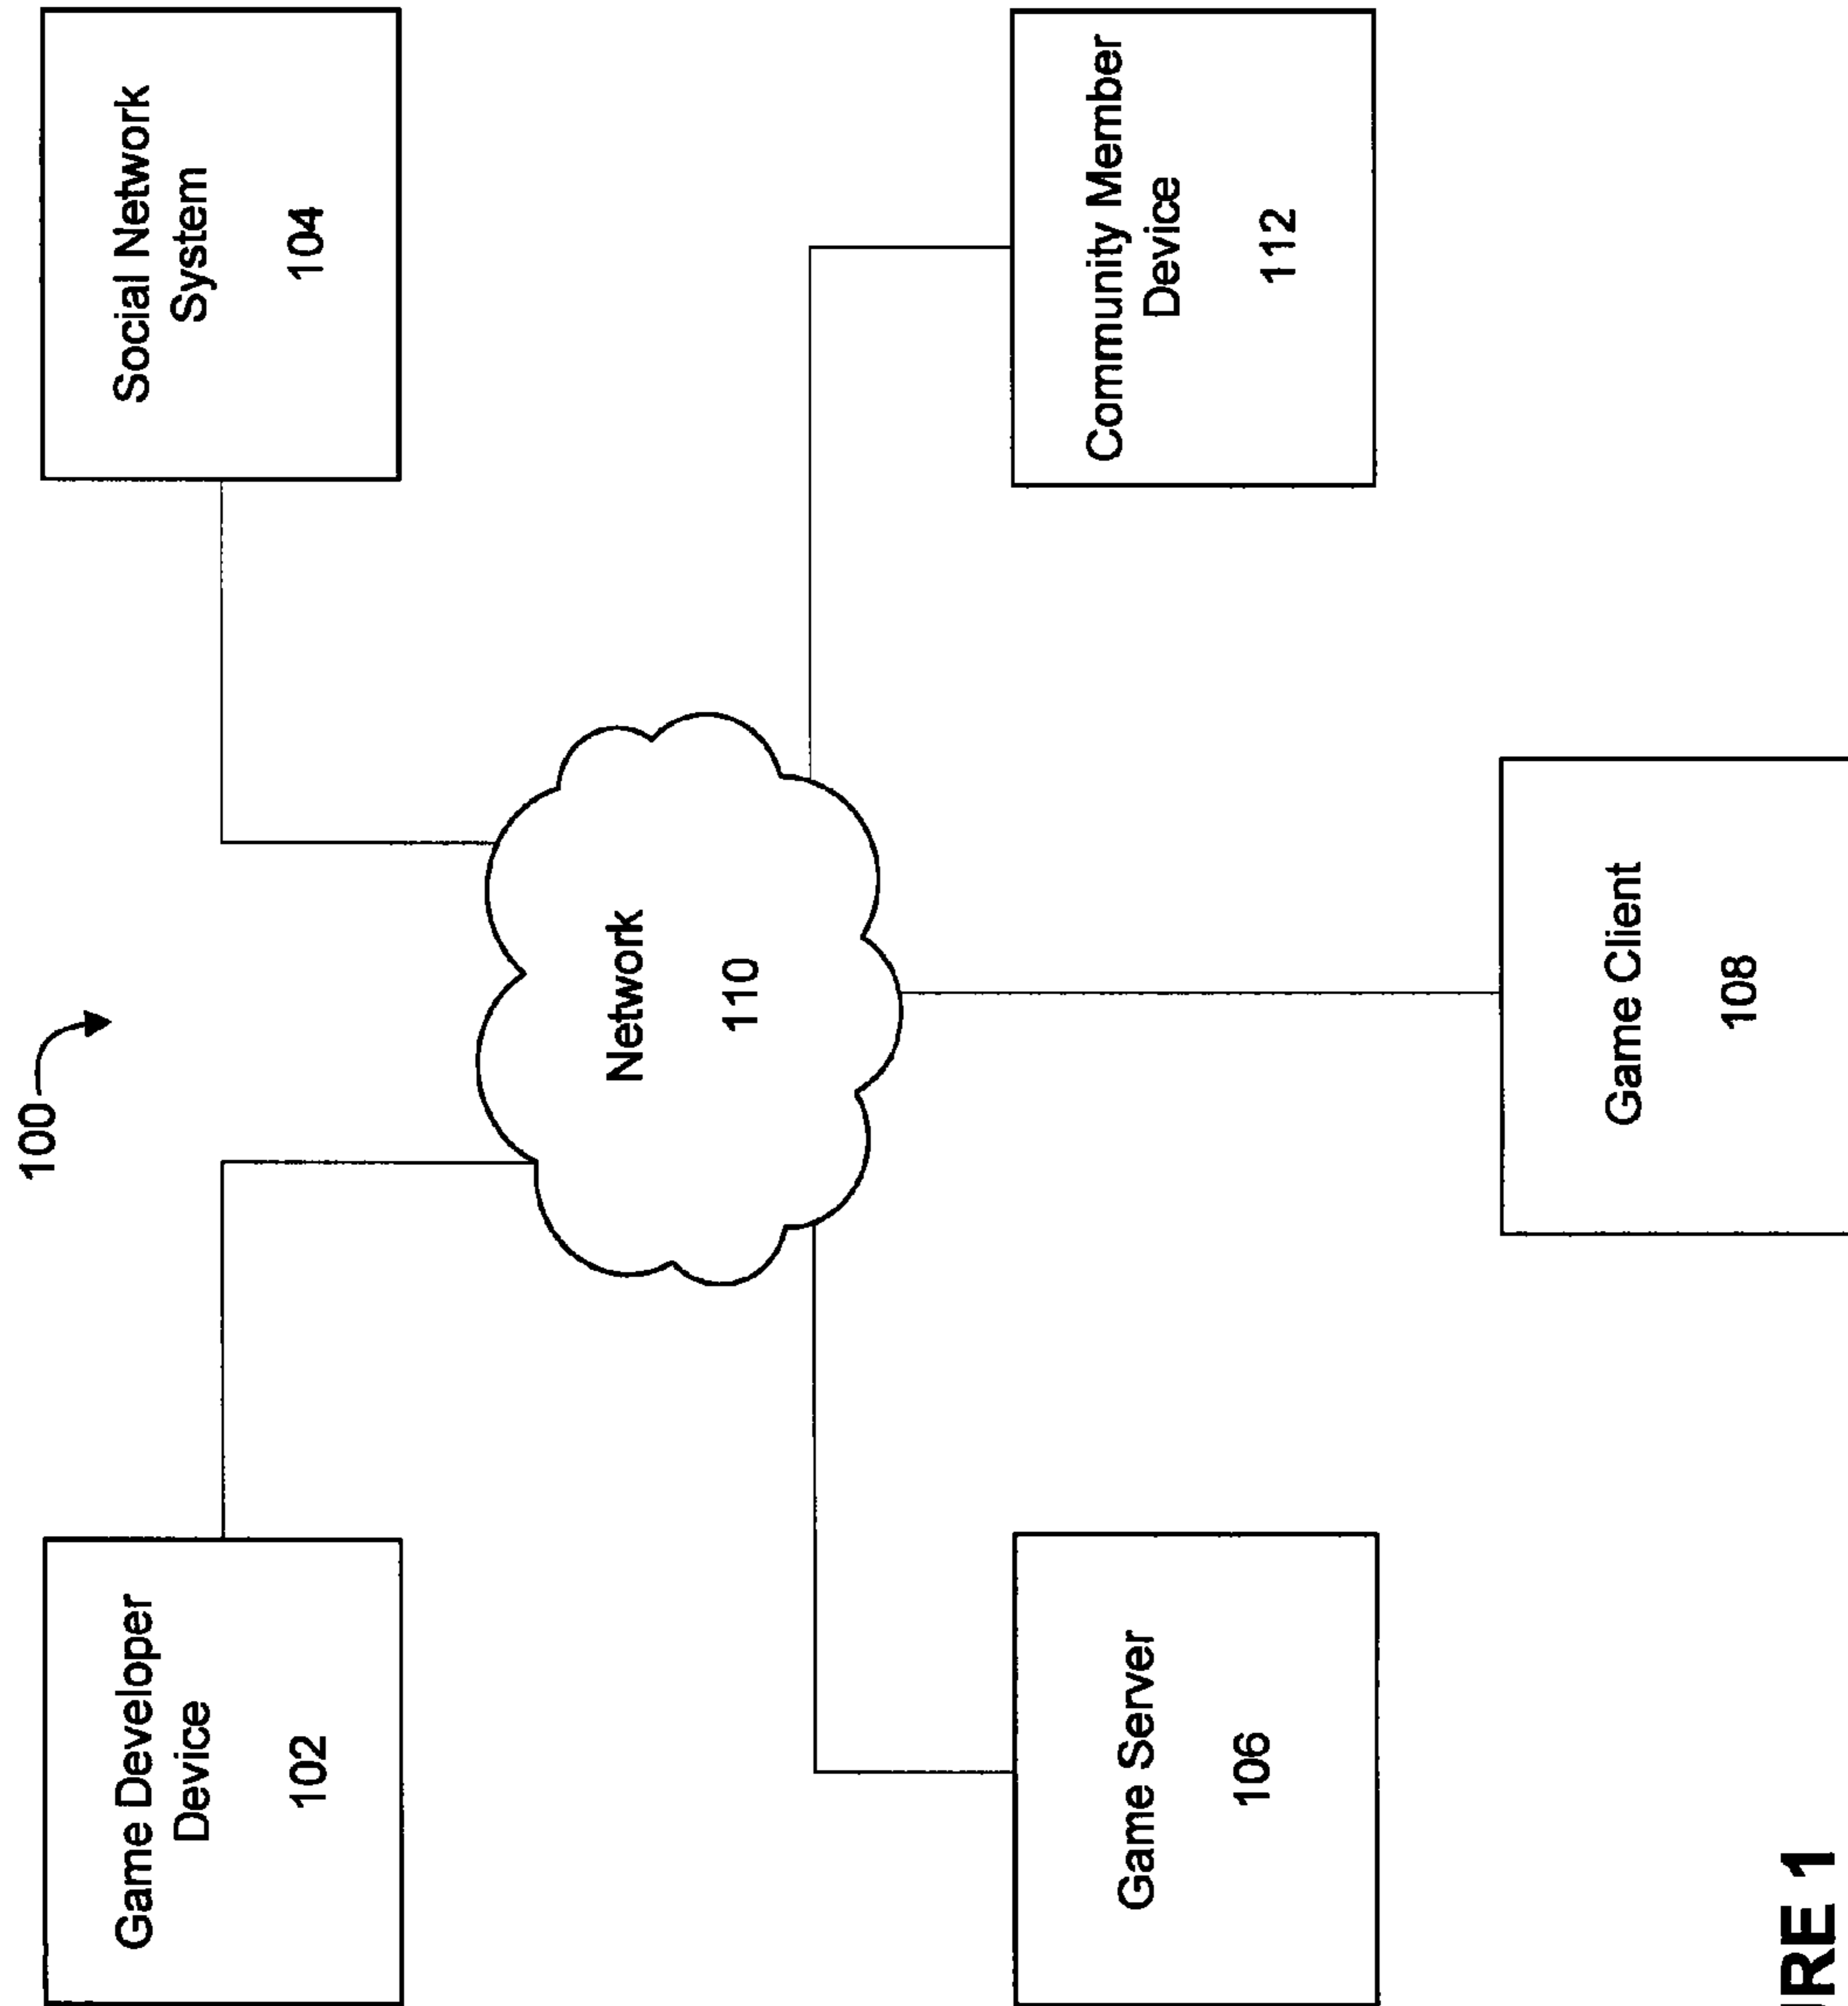 100
Game Developer
Device
102
Social Network
System
104
Network
110
Game Server
106
Community Member
Device
112
Game Client
108
URE 1